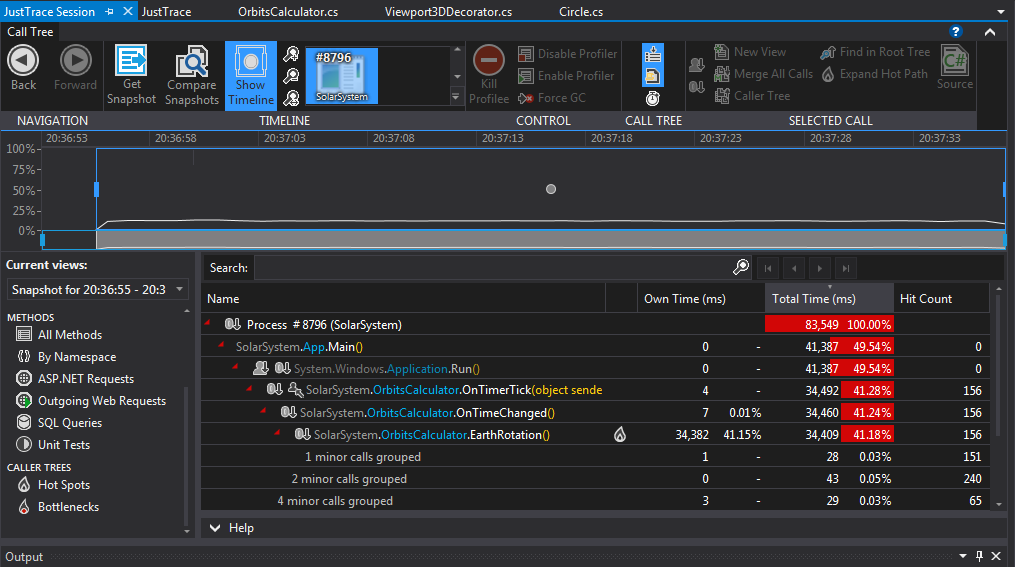 JustTrace Session JustTrace OrbitsCalculator.cs Viewport3DDecorator.cs Circle.cs
Call Tree ?
Back Forward Get Snapshot Compare Snapshots Show Timeline #8796 SolarSystem Kill Profilee
Disable Profiler
Enable Profiler
Force GC
New View
Merge All Calls
Caller Tree
Find in Root Tree
Expand Hot Path
C# Source
NAVIGATION TIMELINE CONTROL CALL TREE SELECTED CALL
20:36:53 20:36:58 20:37:03 20:37:08 20:37:13 20:37:18 20:37:23 20:37:28 20:37:33
100%
75%
50%
25%
0%
Current views:
Snapshot for 20:36:55 - 20:3
METHODS
All Methods
By Namespace
ASP.NET Requests
Outgoing Web Requests
SQL Queries
Unit Tests
CALLER TREES
Hot Spots
Bottlenecks
Search:
Name Own Time (ms) Total Time (ms) Hit Count
Process #8796 (SolarSystem) 83,549 100.00%
SolarSystem.App.Main() 0 - 41,387 49.54% 0
System.Windows.Application.Run() 0 - 41,387 49.54% 0
SolarSystem.OrbitsCalculator.OnTimerTick(object sende 4 - 34,492 41.28% 156
SolarSystem.OrbitsCalculator.OnTimeChanged() 7 0.01% 34,460 41.24% 156
SolarSystem.OrbitsCalculator.EarthRotation() 34,382 41.15% 34,409 41.18% 156
1 minor calls grouped 1 - 28 0.03% 151
2 minor calls grouped 0 - 43 0.05% 240
4 minor calls grouped 3 - 29 0.03% 65
Help
Output